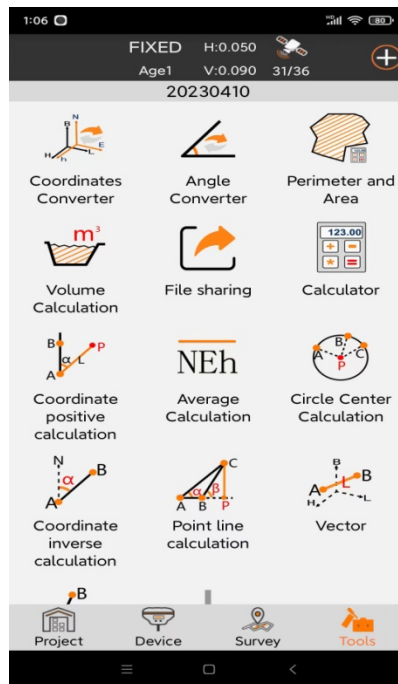 1:06 80
FIXED H:0.050
Age1 V:0.090 31/36
20230410
B N E L h H
m³
123.00
Coordinates Converter
Angle Converter
Perimeter and Area
Volume Calculation
File sharing
Calculator
B P α L A
NEh
A B C P
Coordinate positive calculation
Average Calculation
Circle Center Calculation
N α B A
C α β A B P
B A L B H L
Coordinate inverse calculation
Point line calculation
Vector
B
Project Device Survey Tools